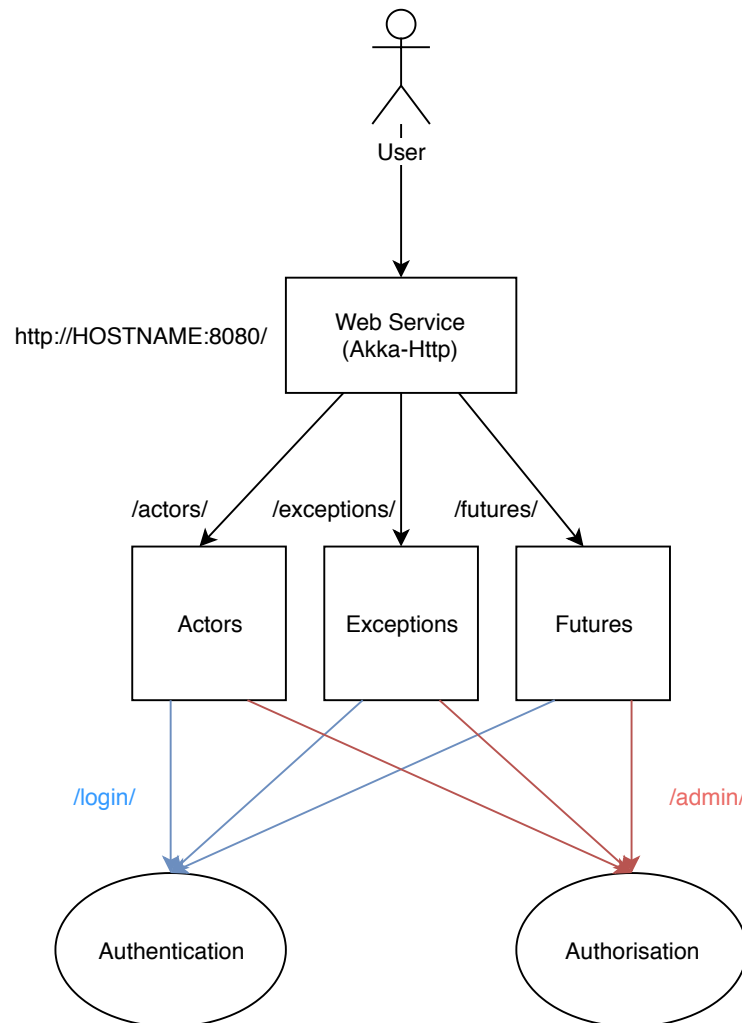 User
Web Service
(Akka-Http)
http://HOSTNAME:8080/
/actors/
/exceptions/
/futures/
Actors
Exceptions
Futures
/login/
/admin/
Authentication
Authorisation